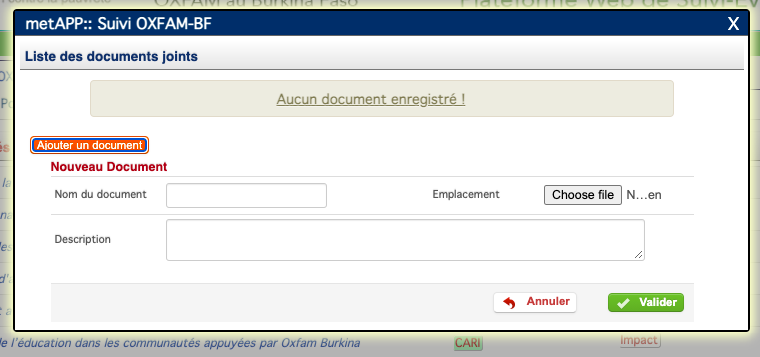 OXFAM au Burkina Faso
Plateforme Web de Suivi-Ev
metAPP:: Suivi OXFAM-BF X
Liste des documents joints
Aucun document enregistré !
Ajouter un document
Nouveau Document
Nom du document
Emplacement
Choose file N...en
Description
Annuler
Valider
de l'éducation dans les communautés appuyées par Oxfam Burkina
CARI
Impact